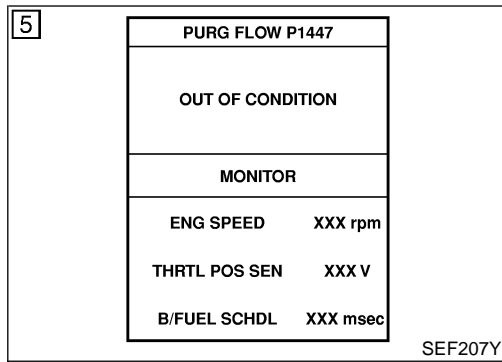 5
PURG FLOW P1447
OUT OF CONDITION
MONITOR
ENG SPEED XXX rpm
THRTL POS SEN XXX V
B/FUEL SCHDL XXX msec
SEF207Y